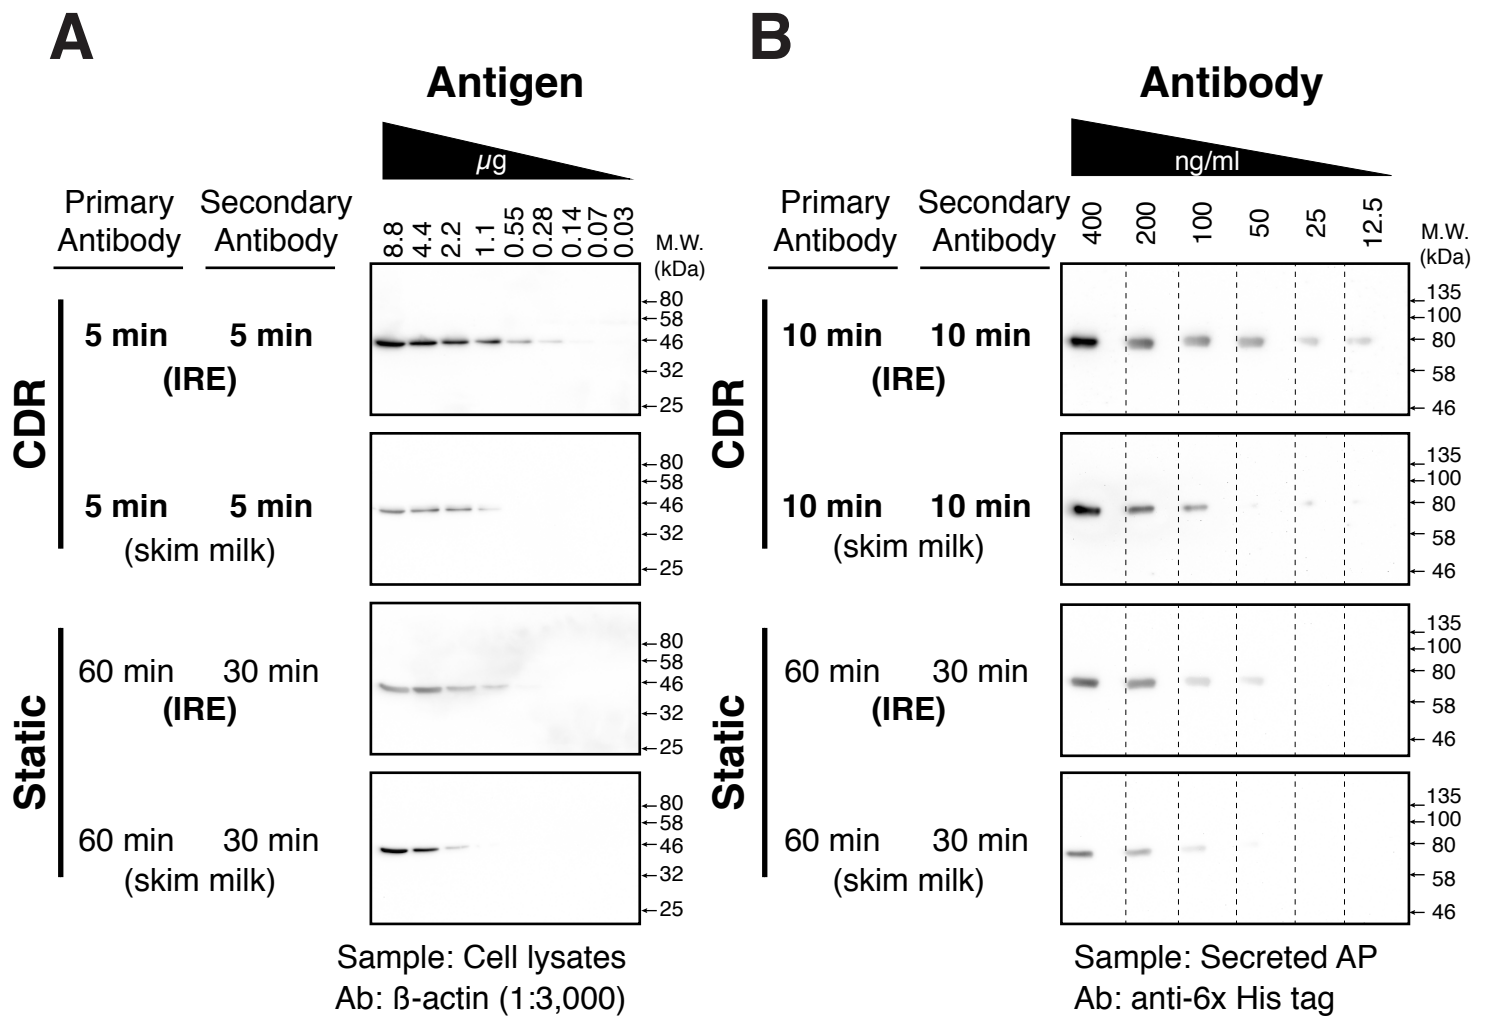 A
Antigen
µg
Primary Antibody
Secondary Antibody
8.8 4.4 2.2 1.1 0.55 0.28 0.14 0.07 0.03
M.W.
(kDa)
CDR
5 min 5 min
(IRE)
80
58
46
32
25
5 min 5 min
(skim milk)
80
58
46
32
25
Static
60 min 30 min
(IRE)
80
58
46
32
25
60 min 30 min
(skim milk)
80
58
46
32
25
Sample: Cell lysates
Ab: ß-actin (1:3,000)
B
Antibody
ng/ml
Primary Antibody
Secondary Antibody
400 200 100 50 25 12.5
M.W.
(kDa)
CDR
10 min 10 min
(IRE)
135
100
80
58
46
10 min 10 min
(skim milk)
135
100
80
58
46
Static
60 min 30 min
(IRE)
135
100
80
58
46
60 min 30 min
(skim milk)
135
100
80
58
46
Sample: Secreted AP
Ab: anti-6x His tag